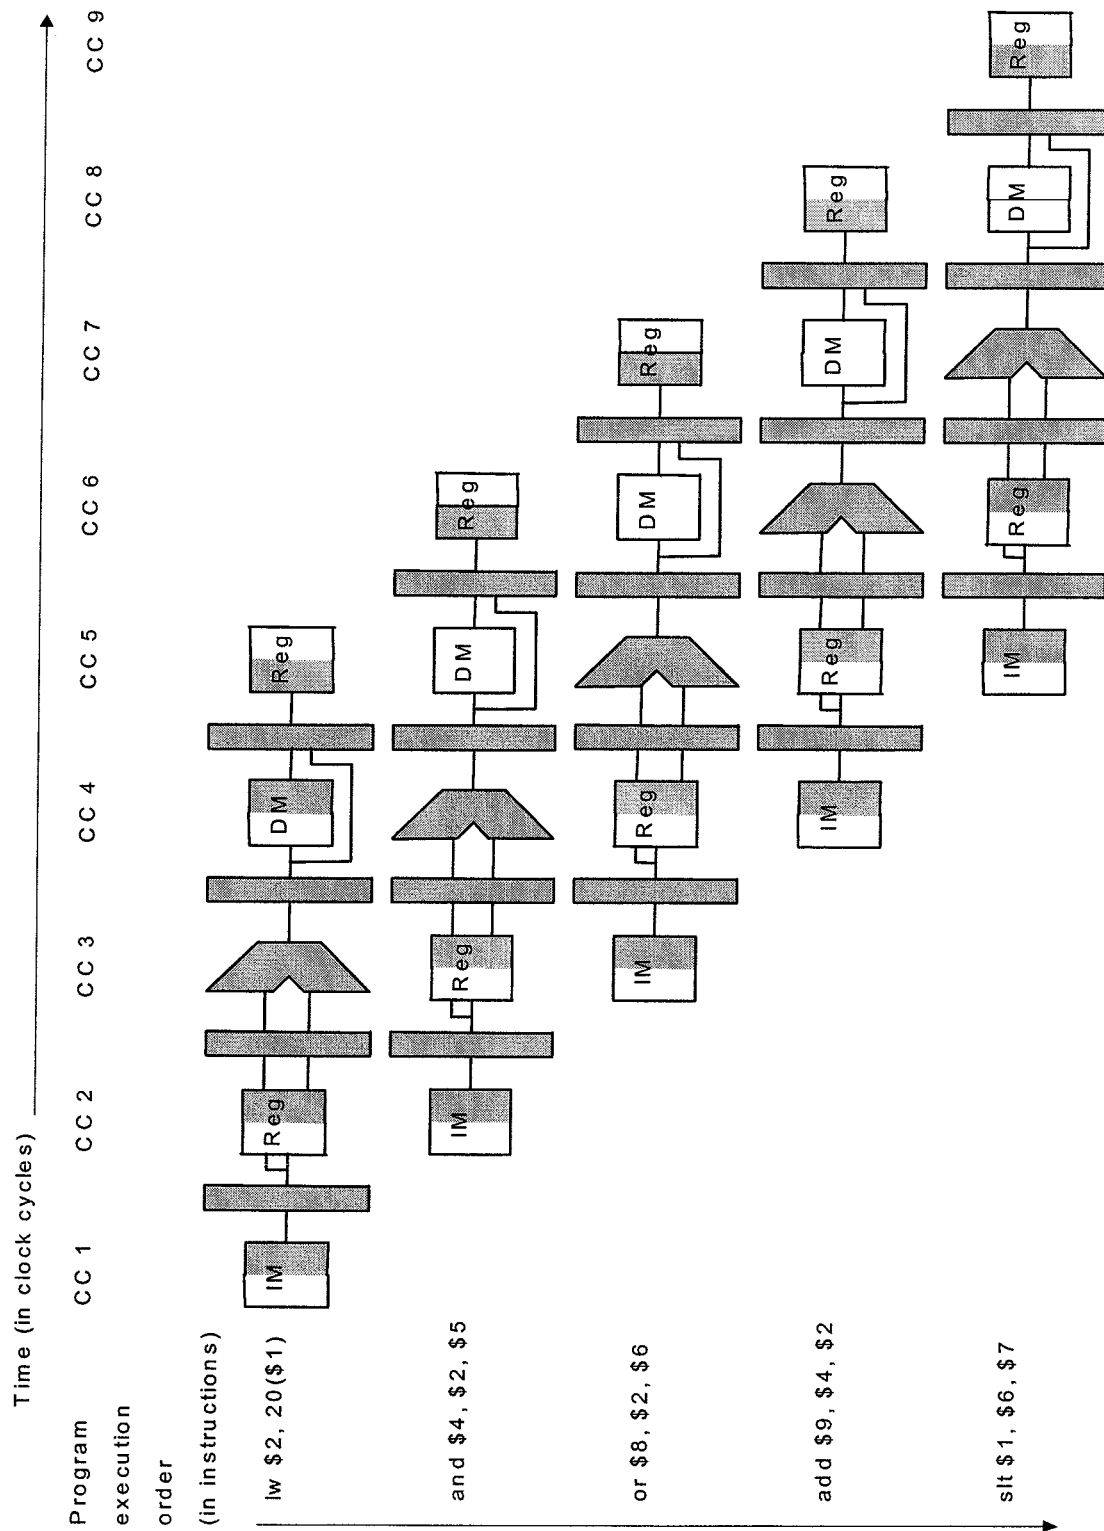 Time (in clock cycles)
Program
execution
order
(in instructions)
CC 1
CC 2
CC 3
CC 4
CC 5
CC 6
CC 7
CC 8
CC 9
lw $2, 20($1)
IM
Reg
DM
Reg
and $4, $2, $5
IM
Reg
DM
Reg
or $8, $2, $6
IM
Reg
DM
Reg
add $9, $4, $2
IM
Reg
DM
Reg
slt $1, $6, $7
IM
Reg
DM
Reg